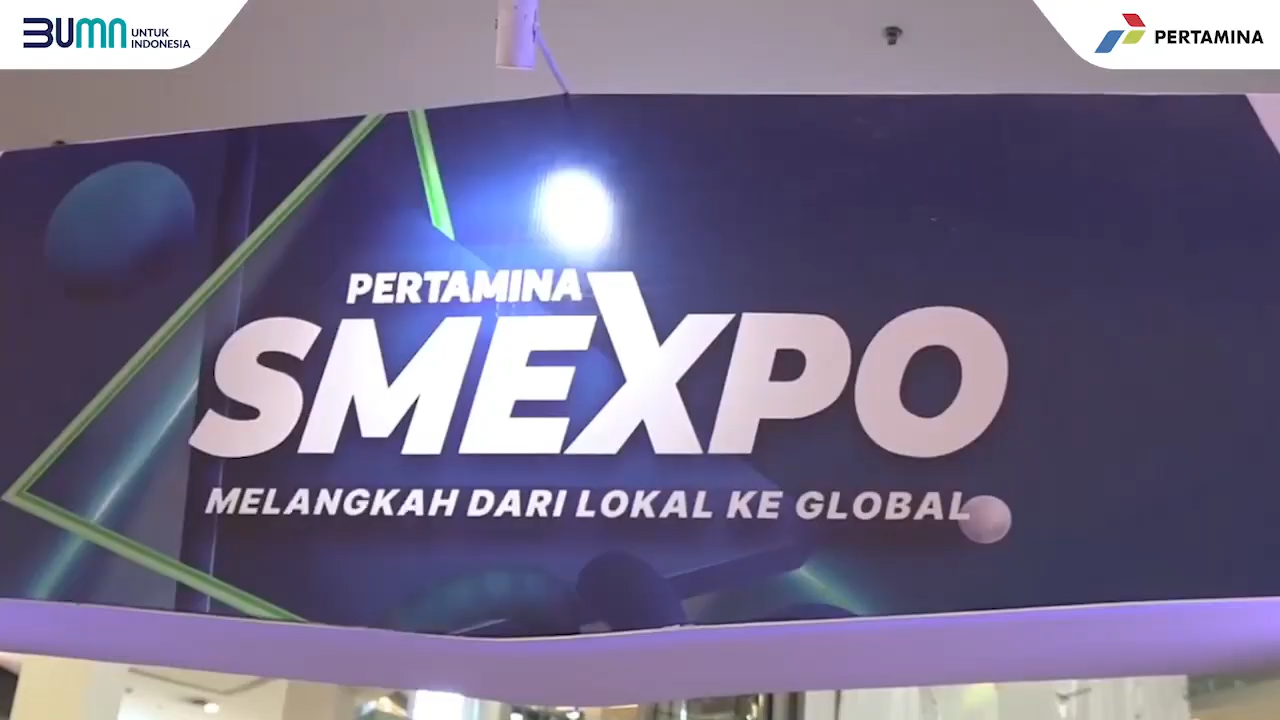 BUMN
UNTUK
INDONESIA
PERTAMINA
PERTAMINA
SMEXPO
MELANGKAH DARI LOKAL KE GLOBAL